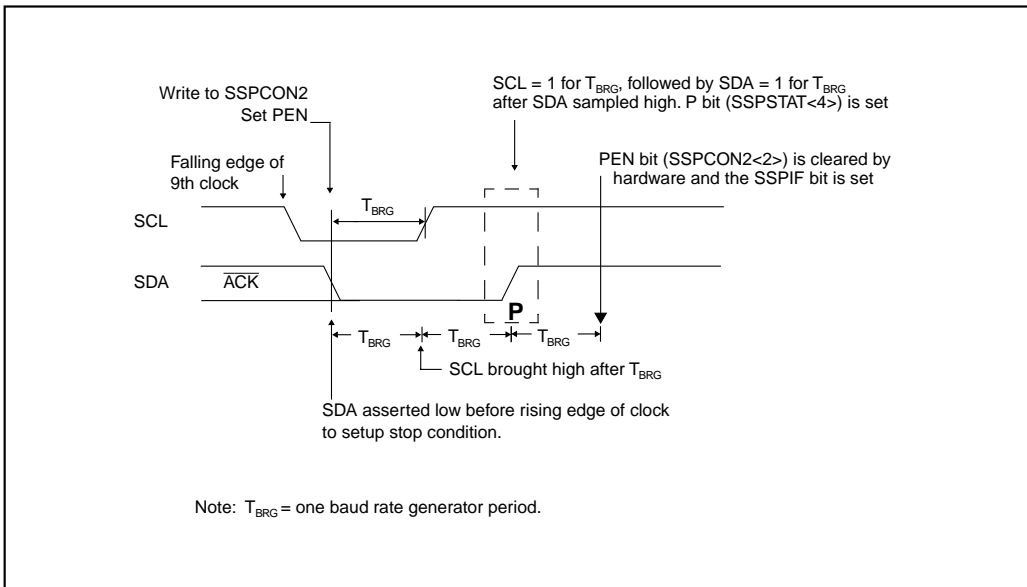 Write to SSPCON2
Set PEN
SCL = 1 for TBRG, followed by SDA = 1 for TBRG
after SDA sampled high. P bit (SSPSTAT<4>) is set
Falling edge of
9th clock
PEN bit (SSPCON2<2>) is cleared by
hardware and the SSPIF bit is set
TBRG
SCL
SDA
ACK
P
TBRG
TBRG
TBRG
SCL brought high after TBRG
SDA asserted low before rising edge of clock
to setup stop condition.
Note: TBRG = one baud rate generator period.